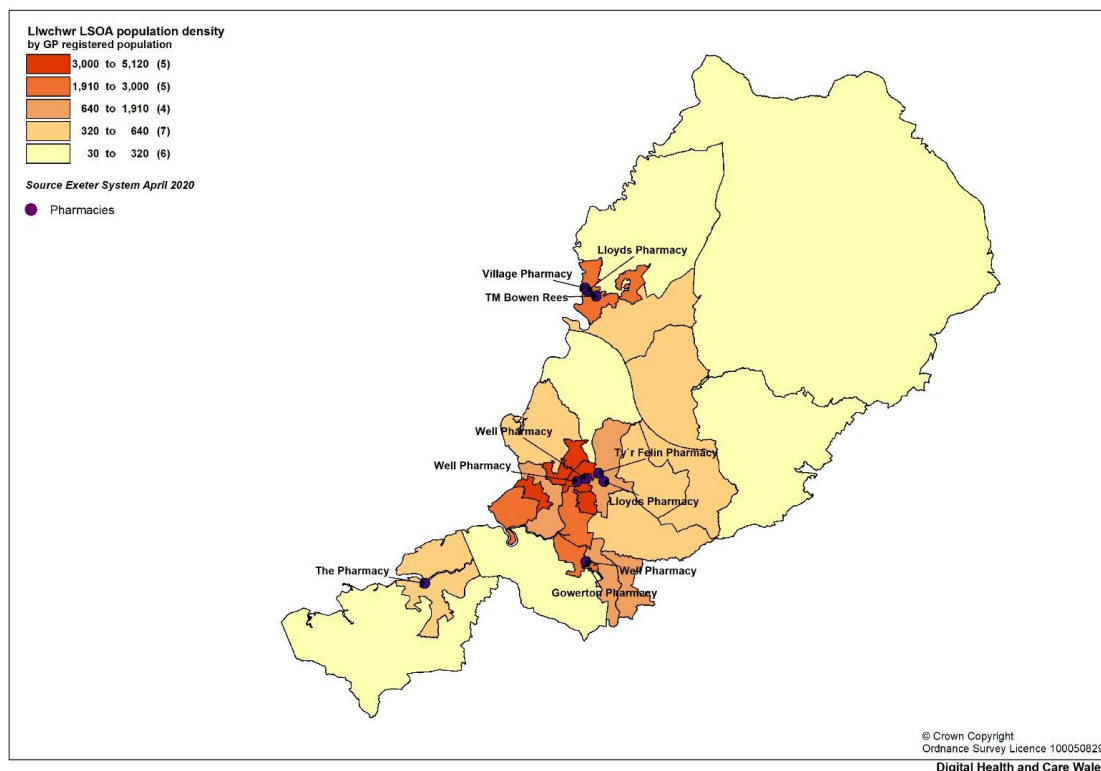 Llwchwr LSOA population density
by GP registered population
3,000 to 5,120 (5)
1,910 to 3,000 (5)
640 to 1,910 (4)
320 to 640 (7)
30 to 320 (6)
Source Exeter System April 2020
Pharmacies
Lloyds Pharmacy
Village Pharmacy
TM Bowen Rees
Well Pharmacy
Ty`r Felin Pharmacy
Well Pharmacy
Lloyds Pharmacy
The Pharmacy
Well Pharmacy
Gowerton Pharmacy
© Crown Copyright
Ordnance Survey Licence 100050829
Digital Health and Care Wale